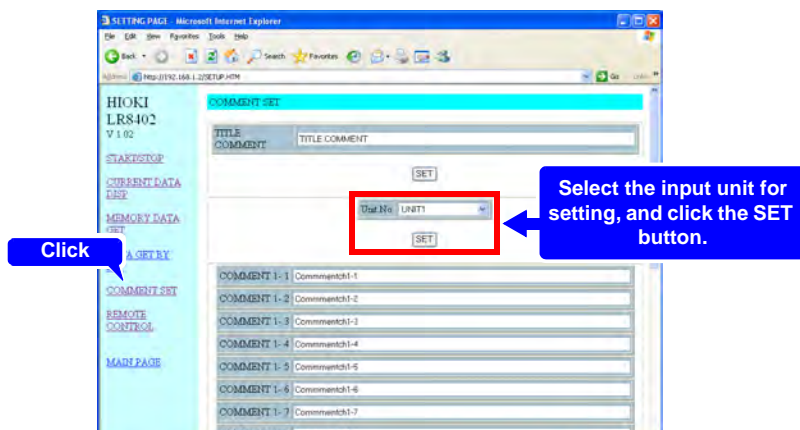 SETTING PAGE - Microsoft Internet Explorer
File Edit View Favorites Tools Help
Back Search Favorites
Address http://192.168.1.2/SETUP.HTM Go
HIOKI
LR8402
V 1.02
START/STOP
CURRENT DATA
DISP
MEMORY DATA
GET
A GET BY
COMMENT SET
REMOTE
CONTROL
MAIN PAGE
Click
COMMENT SET
TITLE
COMMENT
TITLE COMMENT
SET
Unit No UNIT1
SET
Select the input unit for
setting, and click the SET
button.
COMMENT 1- 1 Commmentch1-1
COMMENT 1- 2 Commmentch1-2
COMMENT 1- 3 Commmentch1-3
COMMENT 1- 4 Commmentch1-4
COMMENT 1- 5 Commmentch1-5
COMMENT 1- 6 Commmentch1-6
COMMENT 1- 7 Commmentch1-7